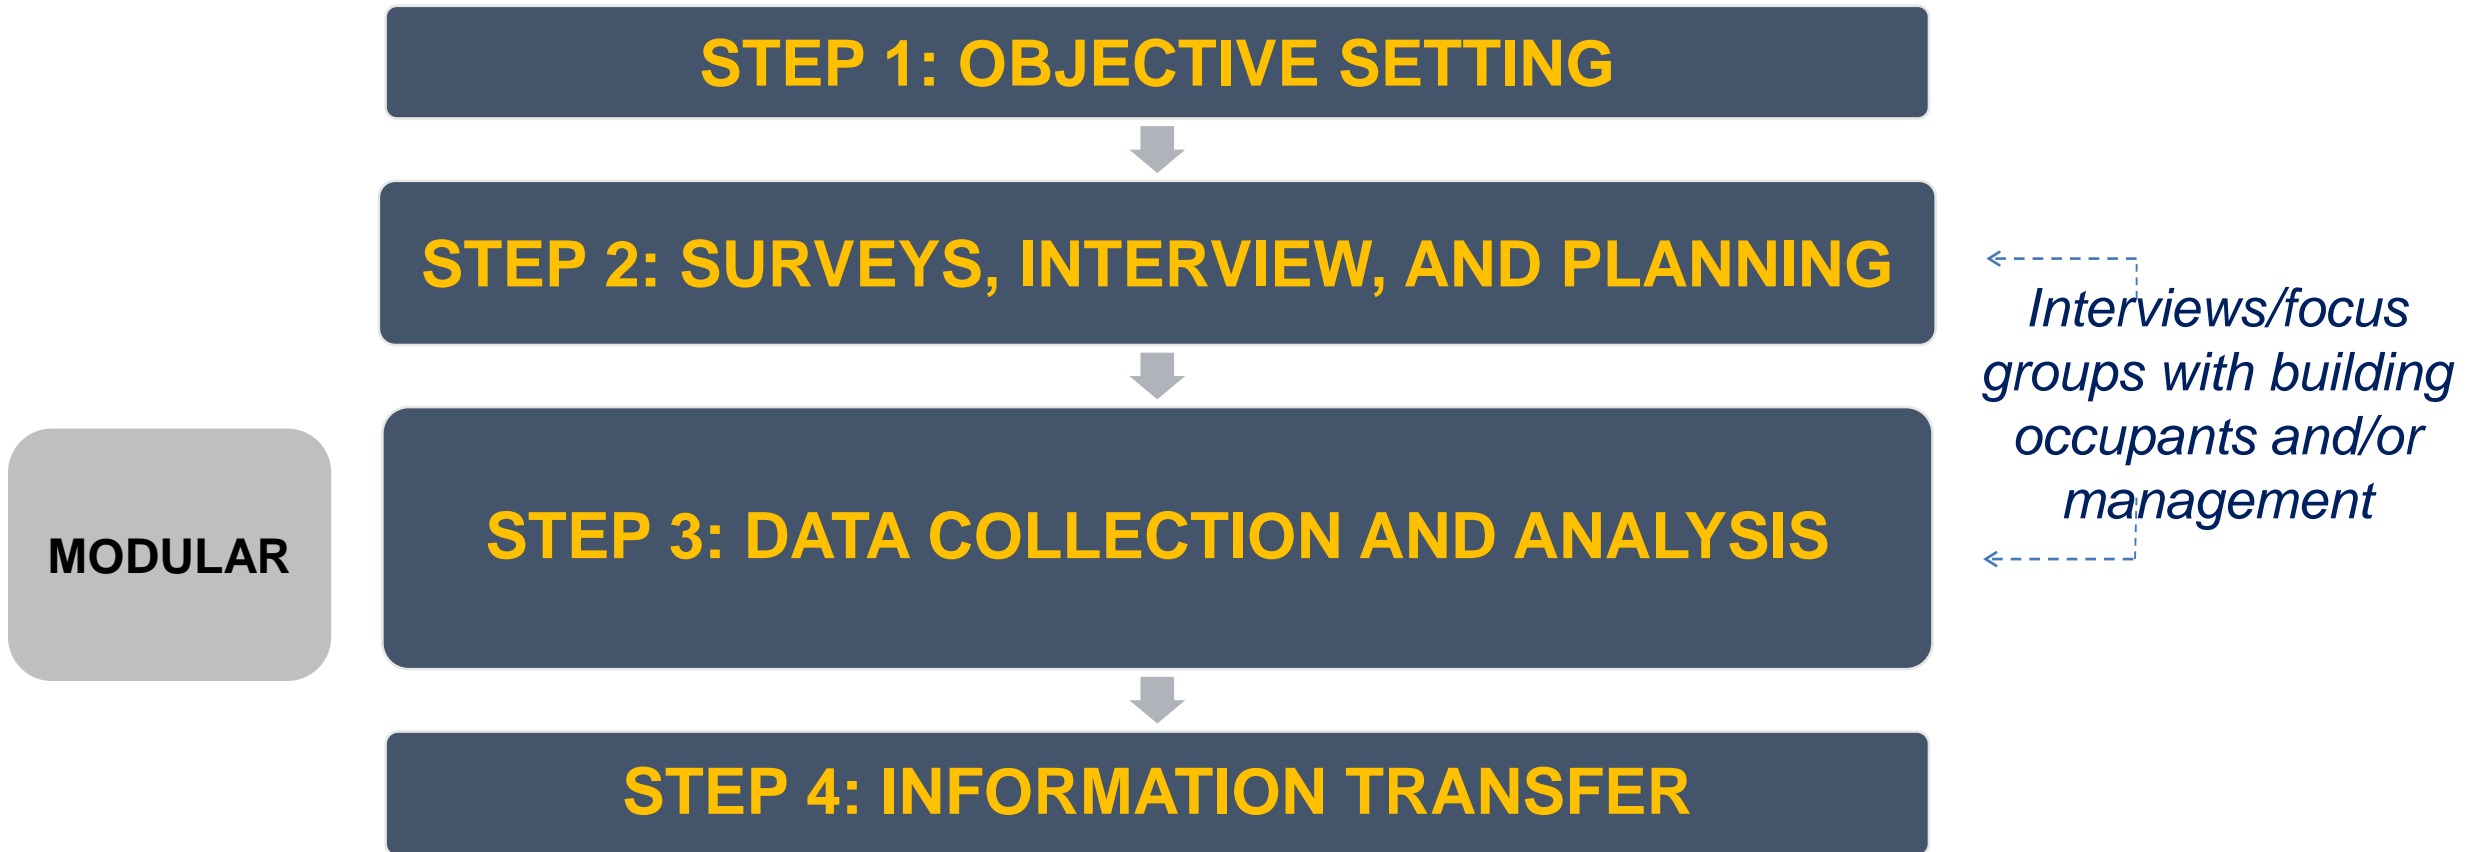 STEP 1: OBJECTIVE SETTING
STEP 2: SURVEYS, INTERVIEW, AND PLANNING
Interviews/focus
groups with building
occupants and/or
management
MODULAR
STEP 3: DATA COLLECTION AND ANALYSIS
STEP 4: INFORMATION TRANSFER